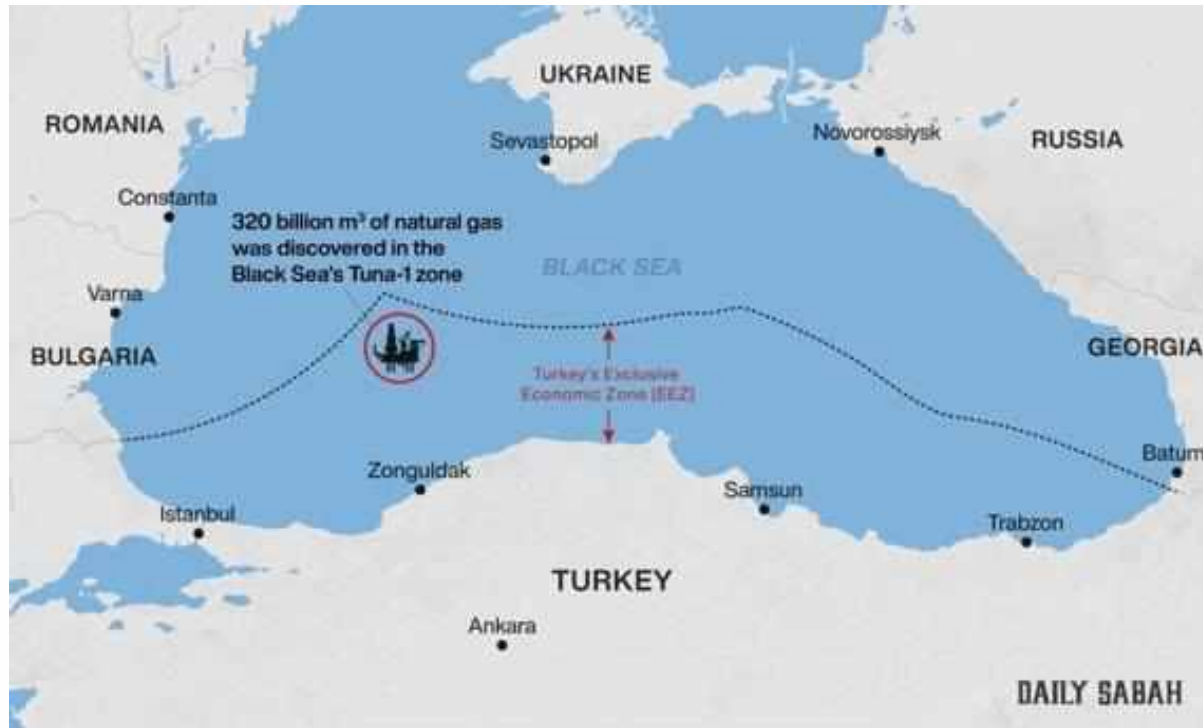 UKRAINE
ROMANIA
Sevastopol
Novorossiysk
RUSSIA
Constanta
320 billion m³ of natural gas
was discovered in the
Black Sea's Tuna-1 zone
BLACK SEA
Varna
BULGARIA
GEORGIA
Turkey's Exclusive
Economic Zone (EEZ)
Zonguldak
Batum
Samsun
Istanbul
Trabzon
TURKEY
Ankara
DAILY SABAH